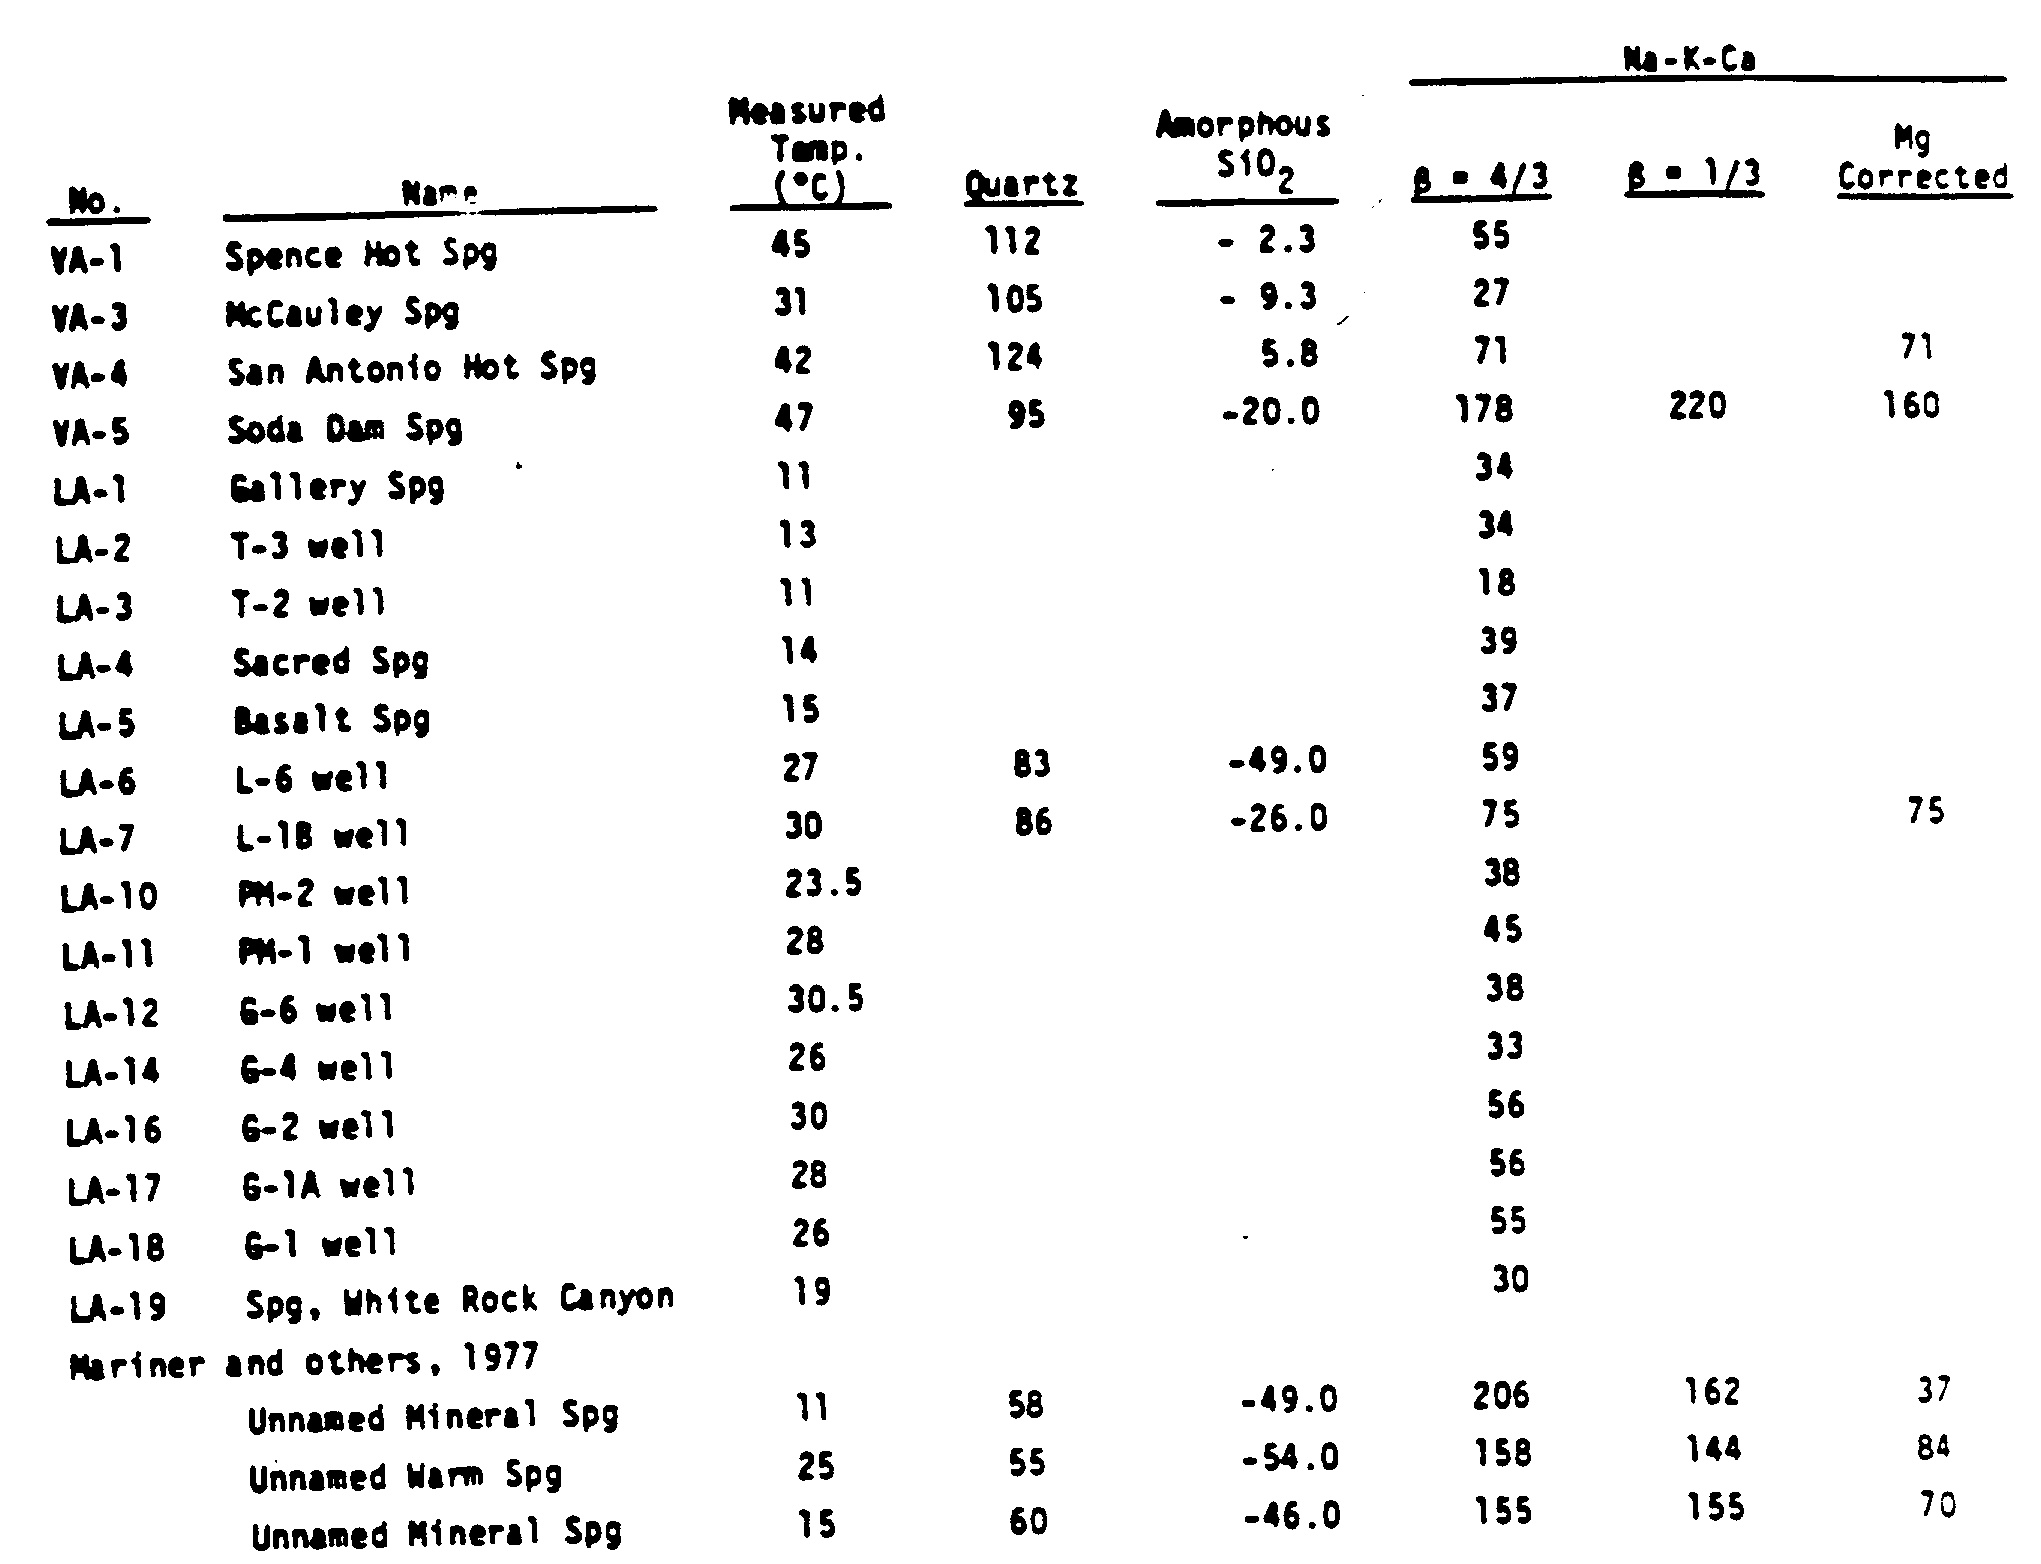 Na-K-Ca
Measured Temp. (°C) Amorphous SiO2 Mg Corrected
No. Name Quartz β = 4/3 β = 1/3
VA-1 Spence Hot Spg 45 112 - 2.3 55
VA-3 McCauley Spg 31 105 - 9.3 27
VA-4 San Antonio Hot Spg 42 124 5.8 71 71
VA-5 Soda Dam Spg 47 95 -20.0 178 220 160
LA-1 Gallery Spg 11 34
LA-2 T-3 well 13 34
LA-3 T-2 well 11 18
LA-4 Sacred Spg 14 39
LA-5 Basalt Spg 15 37
LA-6 L-6 well 27 83 -49.0 59
LA-7 L-1B well 30 86 -26.0 75 75
LA-10 PM-2 well 23.5 38
LA-11 PM-1 well 28 45
LA-12 G-6 well 30.5 38
LA-14 G-4 well 26 33
LA-16 G-2 well 30 56
LA-17 G-1A well 28 56
LA-18 G-1 well 26 55
LA-19 Spg, White Rock Canyon 19 30
Mariner and others, 1977
Unnamed Mineral Spg 11 58 -49.0 206 162 37
Unnamed Warm Spg 25 55 -54.0 158 144 84
Unnamed Mineral Spg 15 60 -46.0 155 155 70